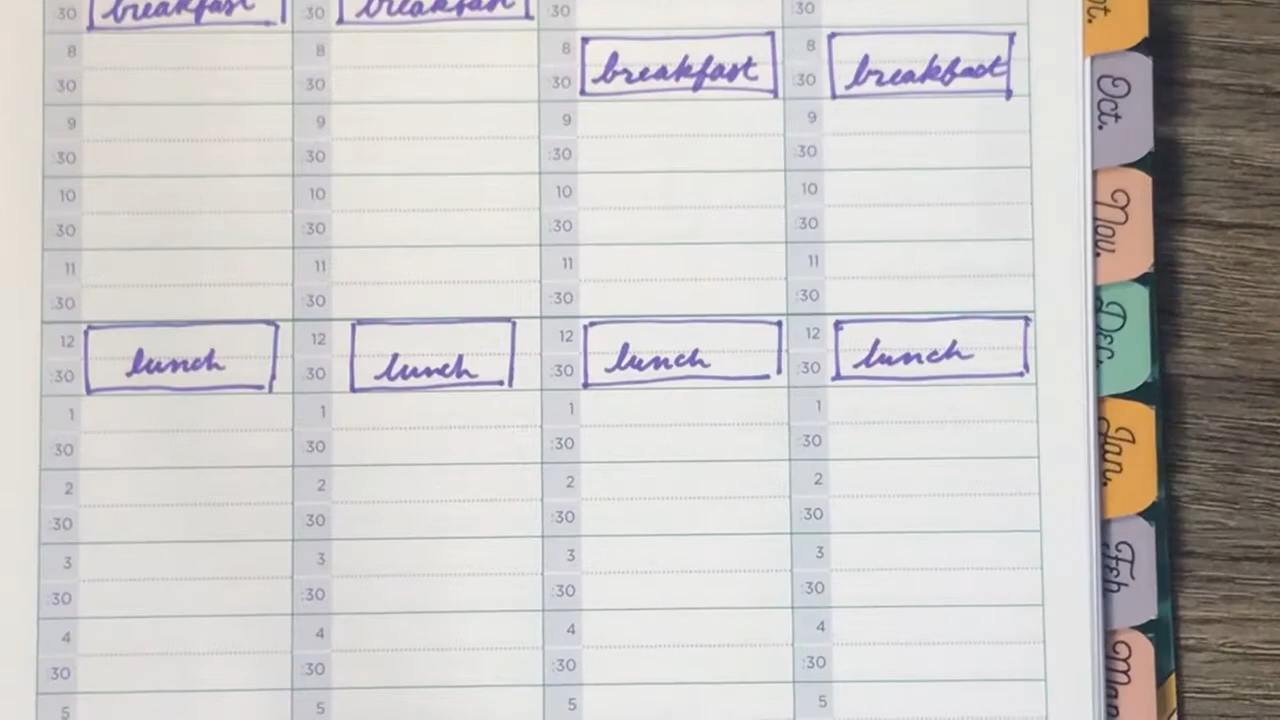 :30 breakfast :30 breakfast :30 :30
8 8 8 breakfast 8 breakfast
:30 :30 :30 :30
9 9 9 9
:30 :30 :30 :30
10 10 10 10
:30 :30 :30 :30
11 11 11 11
:30 :30 :30 :30
12 lunch 12 lunch 12 lunch 12 lunch
:30 :30 :30 :30
1 1 1 1
:30 :30 :30 :30
2 2 2 2
:30 :30 :30 :30
3 3 3 3
:30 :30 :30 :30
4 4 4 4
:30 :30 :30 :30
5 5 5 5
Oct.
Nov.
Dec.
Jan.
Feb